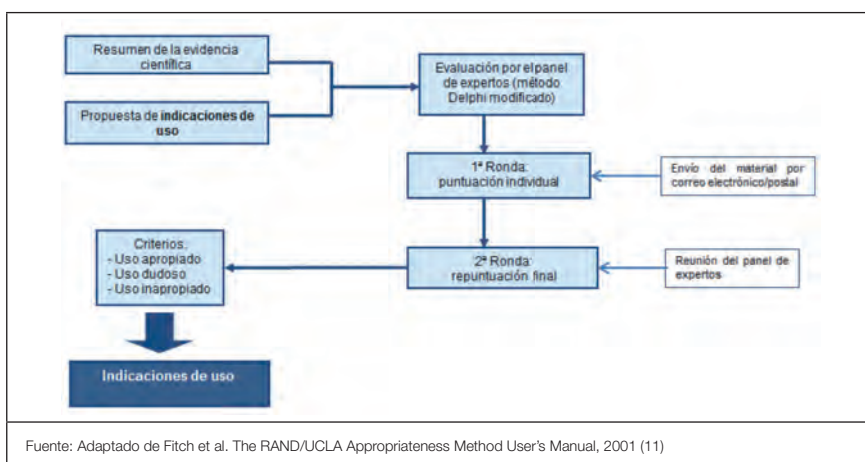 Resumen de la evidencia
científica
Propuesta de indicaciones de
uso
Evaluación por el panel
de expertos (método
Delphi modificado)
1ª Ronda:
puntuación individual
Envío del material por
correo electrónico/postal
2ª Ronda:
repuntuación final
Reunión del panel de
expertos
Criterios:
- Uso apropiado
- Uso dudoso
- Uso inapropiado
Indicaciones de uso
Fuente: Adaptado de Fitch et al. The RAND/UCLA Appropriateness Method User's Manual, 2001 (11)